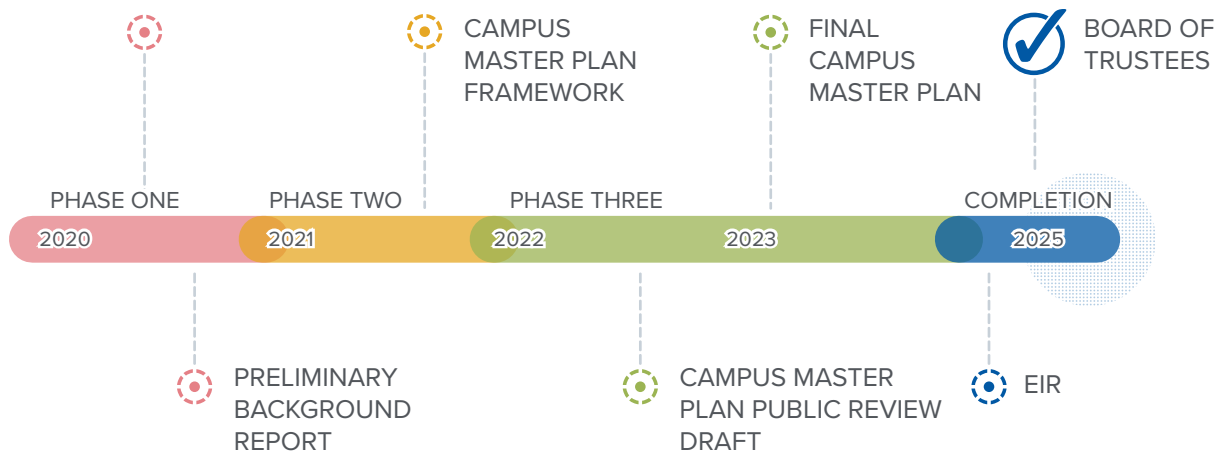 CAMPUS
MASTER PLAN
FRAMEWORK
FINAL
CAMPUS
MASTER PLAN
BOARD OF
TRUSTEES
PHASE ONE
PHASE TWO
PHASE THREE
COMPLETION
2020
2021
2022
2023
2025
PRELIMINARY
BACKGROUND
REPORT
CAMPUS MASTER
PLAN PUBLIC REVIEW
DRAFT
EIR